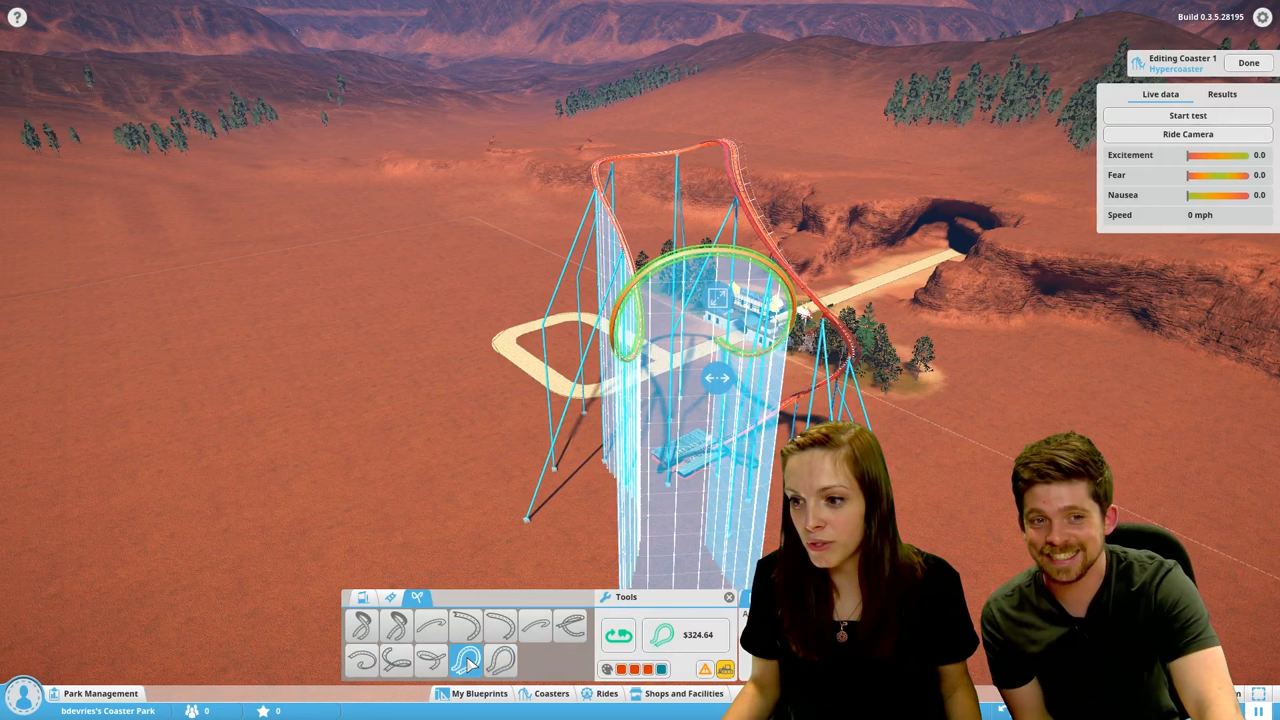 ?
Build 0.3.5.28195
Editing Coaster 1
Hypercoaster
Done
Live data
Results
Start test
Ride Camera
Excitement 0.0
Fear 0.0
Nausea 0.0
Speed 0 mph
Tools
$324.64
Park Management
My Blueprints
Coasters
Rides
Shops and Facilities
bdevries's Coaster Park
0
0